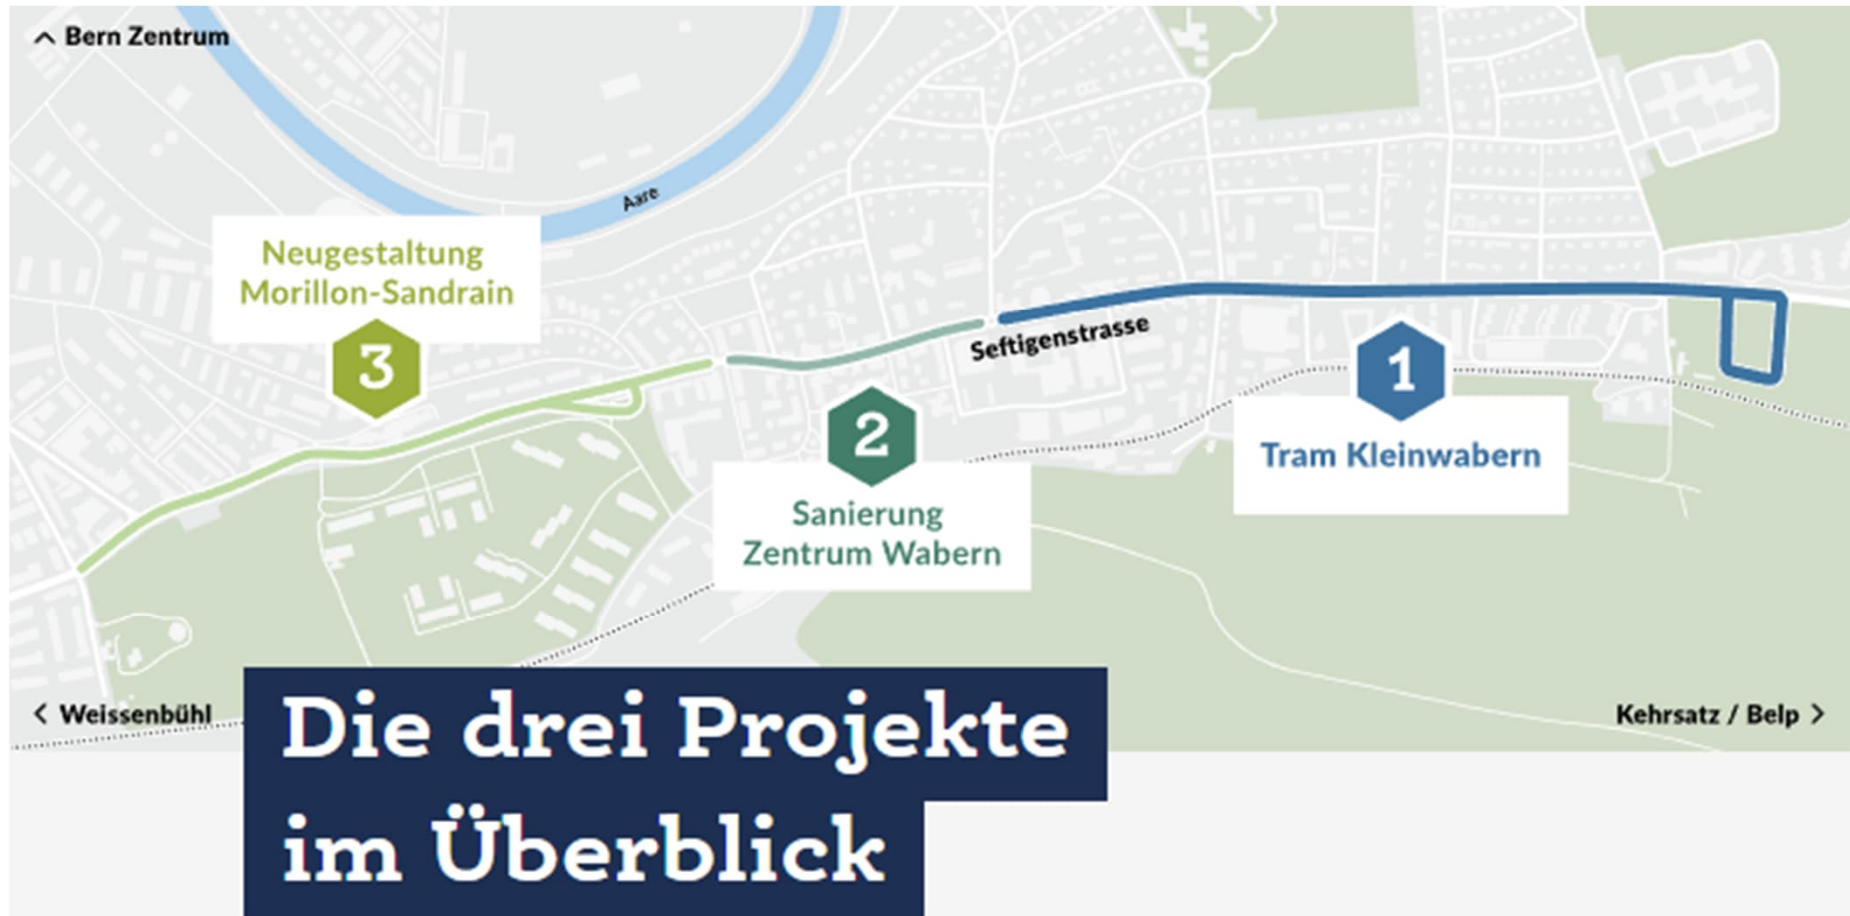 Bern Zentrum
Aare
Neugestaltung
Morillon-Sandrain
3
Seftigenstrasse
2
Sanierung
Zentrum Wabern
1
Tram Kleinwabern
Weissenbühl
Kehrsatz / Belp
Die drei Projekte
im Überblick